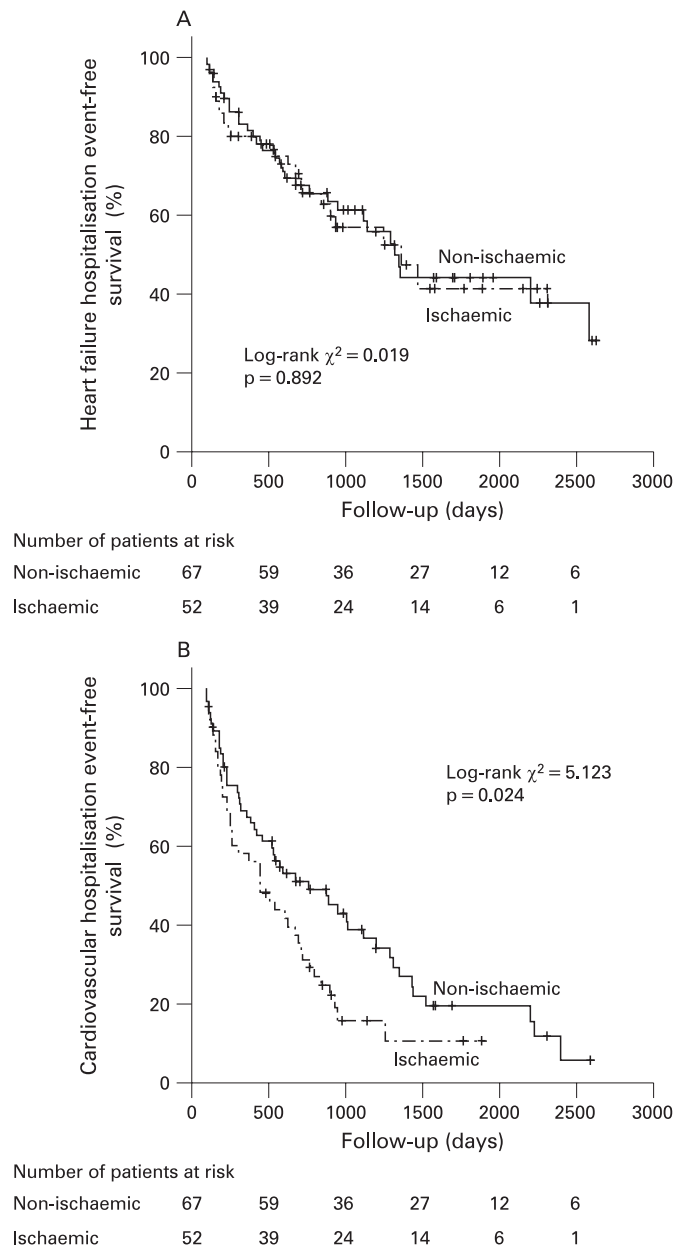 A
Heart failure hospitalisation event-free
survival (%)
100
80
60
40
20
0
Non-ischaemic
Ischaemic
Log-rank χ² = 0.019
p = 0.892
0 500 1000 1500 2000 2500 3000
Follow-up (days)
Number of patients at risk
Non-ischaemic 67 59 36 27 12 6
Ischaemic 52 39 24 14 6 1
B
Cardiovascular hospitalisation event-free
survival (%)
100
80
60
40
20
0
Log-rank χ² = 5.123
p = 0.024
Non-ischaemic
Ischaemic
0 500 1000 1500 2000 2500 3000
Follow-up (days)
Number of patients at risk
Non-ischaemic 67 59 36 27 12 6
Ischaemic 52 39 24 14 6 1